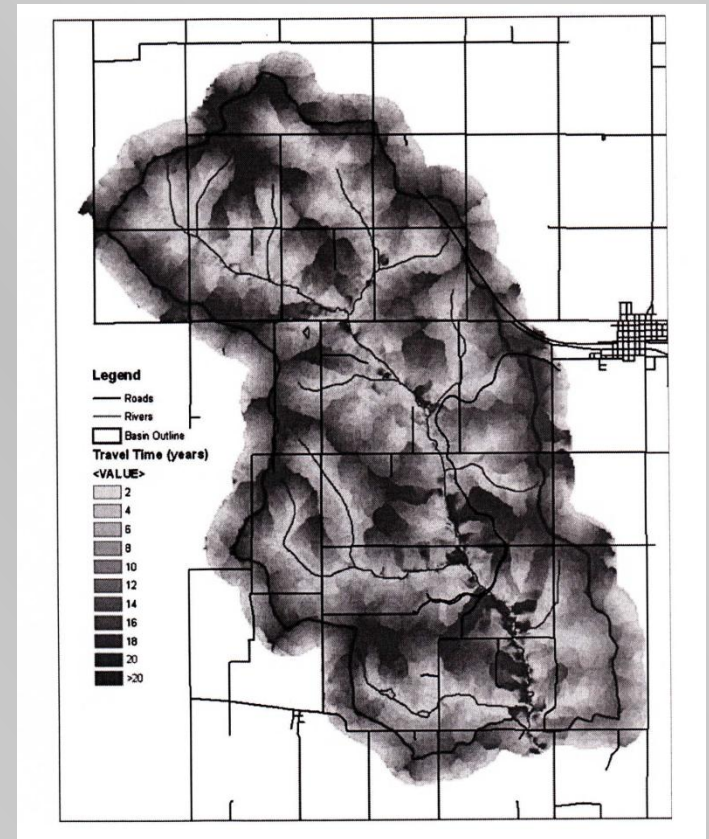 Legend
Roads
Rivers
Basin Outline
Travel Time (years)
<VALUE>
2
4
6
8
10
12
14
16
18
20
>20